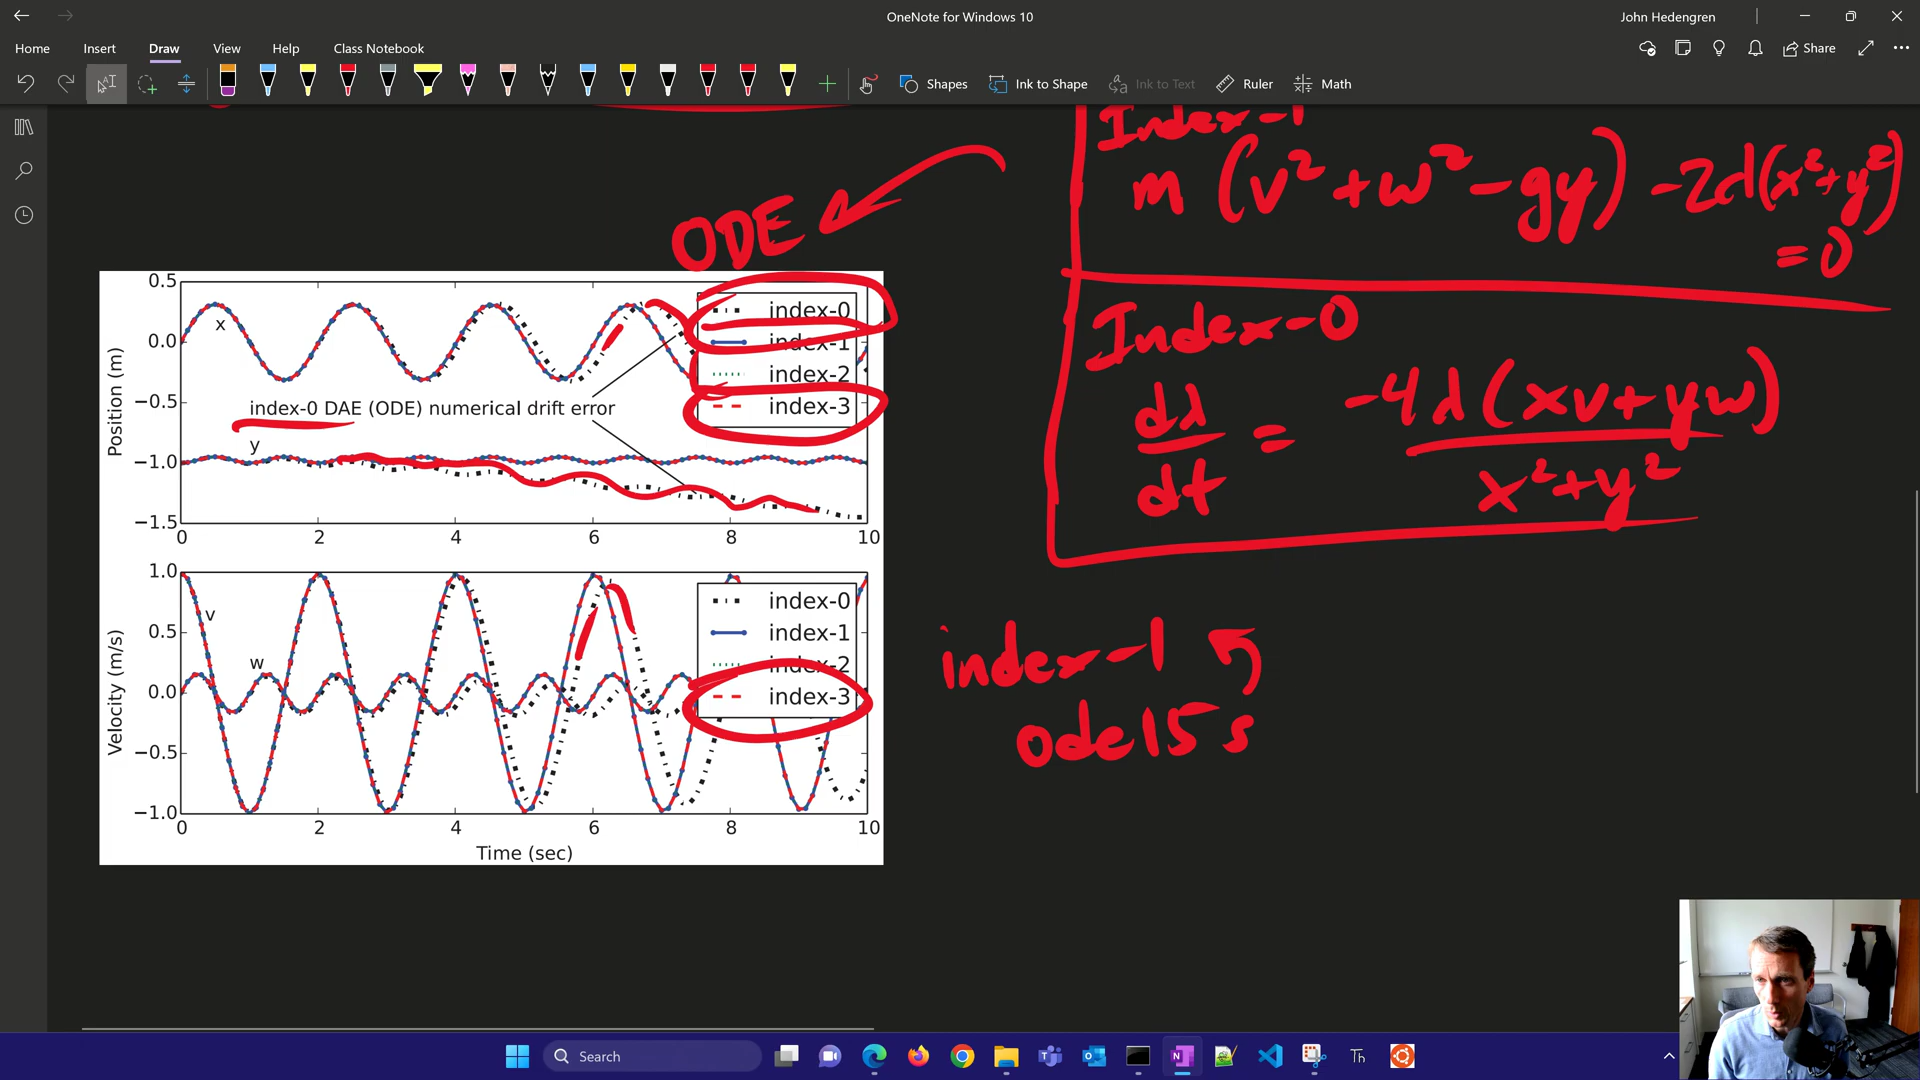 OneNote for Windows 10
John Hedengren
Home Insert Draw View Help Class Notebook
Share
Shapes Ink to Shape Ink to Text Ruler Math
Index-1
m (v²+w²-gy) -2λ(x²+y²)
=0
ODE
Index-0
dλ/dt = -4λ(xv+yw)/x²+y²
index-1
ode15s
Position (m)
0.5
0.0
−0.5
−1.0
−1.5
x
y
index-0 DAE (ODE) numerical drift error
index-0
index-1
index-2
index-3
0 2 4 6 8 10
Velocity (m/s)
1.0
0.5
0.0
−0.5
−1.0
v
w
index-0
index-1
index-2
index-3
0 2 4 6 8 10
Time (sec)
Search